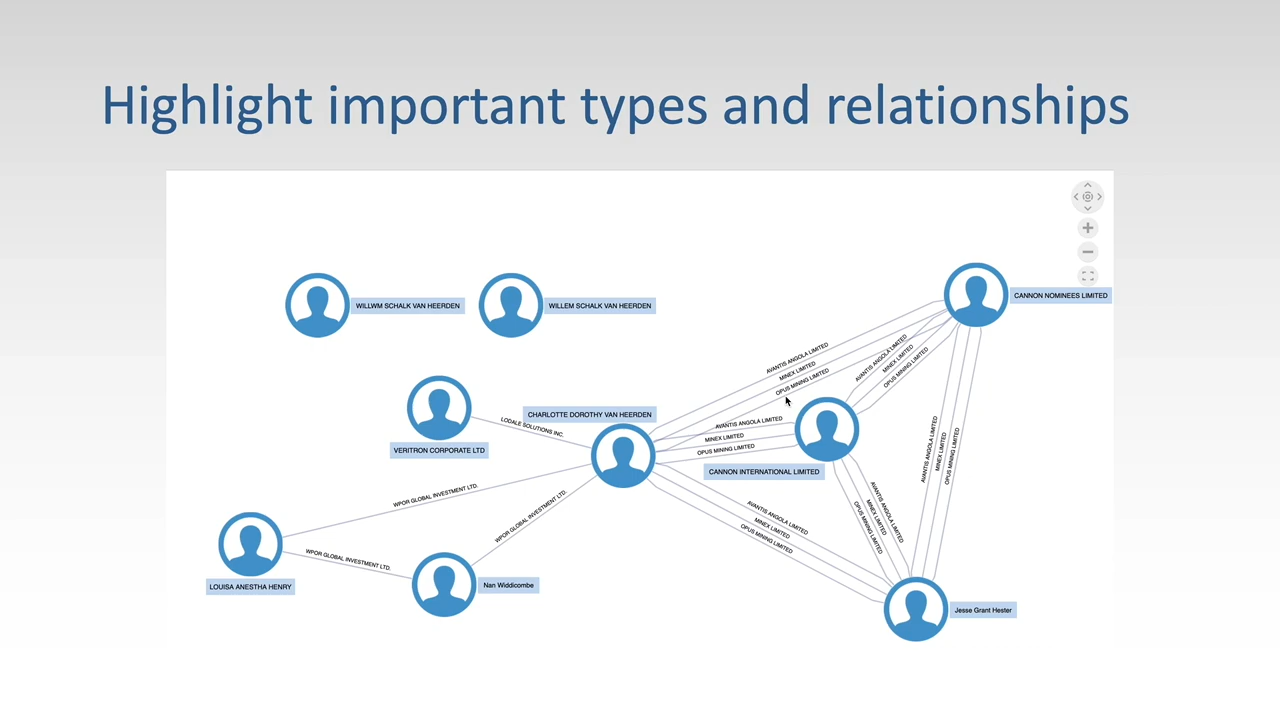 Highlight important types and relationships
CANNON NOMINEES LIMITED
WILLWM SCHALK VAN HEERDEN
WILLEM SCHALK VAN HEERDEN
AVANTIS ANGOLA LIMITED
MINEX LIMITED
OPUS MINING LIMITED
AVANTIS ANGOLA LIMITED
MINEX LIMITED
OPUS MINING LIMITED
CHARLOTTE DOROTHY VAN HEERDEN
LODALE SOLUTIONS INC.
AVANTIS ANGOLA LIMITED
MINEX LIMITED
OPUS MINING LIMITED
VERITRON CORPORATE LTD
CANNON INTERNATIONAL LIMITED
AVANTIS ANGOLA LIMITED
MINEX LIMITED
OPUS MINING LIMITED
WPOR GLOBAL INVESTMENT LTD.
WPOR GLOBAL INVESTMENT LTD.
AVANTIS ANGOLA LIMITED
MINEX LIMITED
OPUS MINING LIMITED
AVANTIS ANGOLA LIMITED
MINEX LIMITED
OPUS MINING LIMITED
WPOR GLOBAL INVESTMENT LTD.
LOUISA ANESTHA HENRY
Nan Widdicombe
Jesse Grant Hester